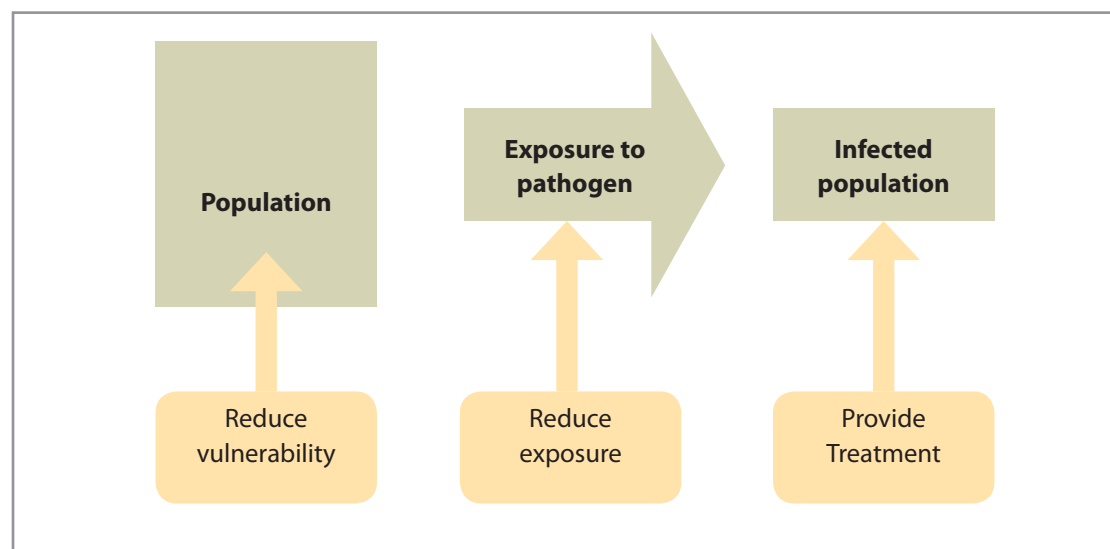 Population
Exposure to
pathogen
Infected
population
Reduce
vulnerability
Reduce
exposure
Provide
Treatment